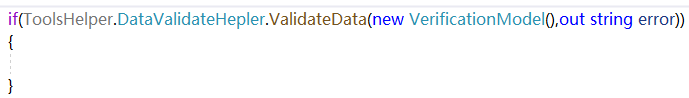 if(ToolsHelper.DataValidateHepler.ValidateData(new VerificationModel(),out string error))
{
}